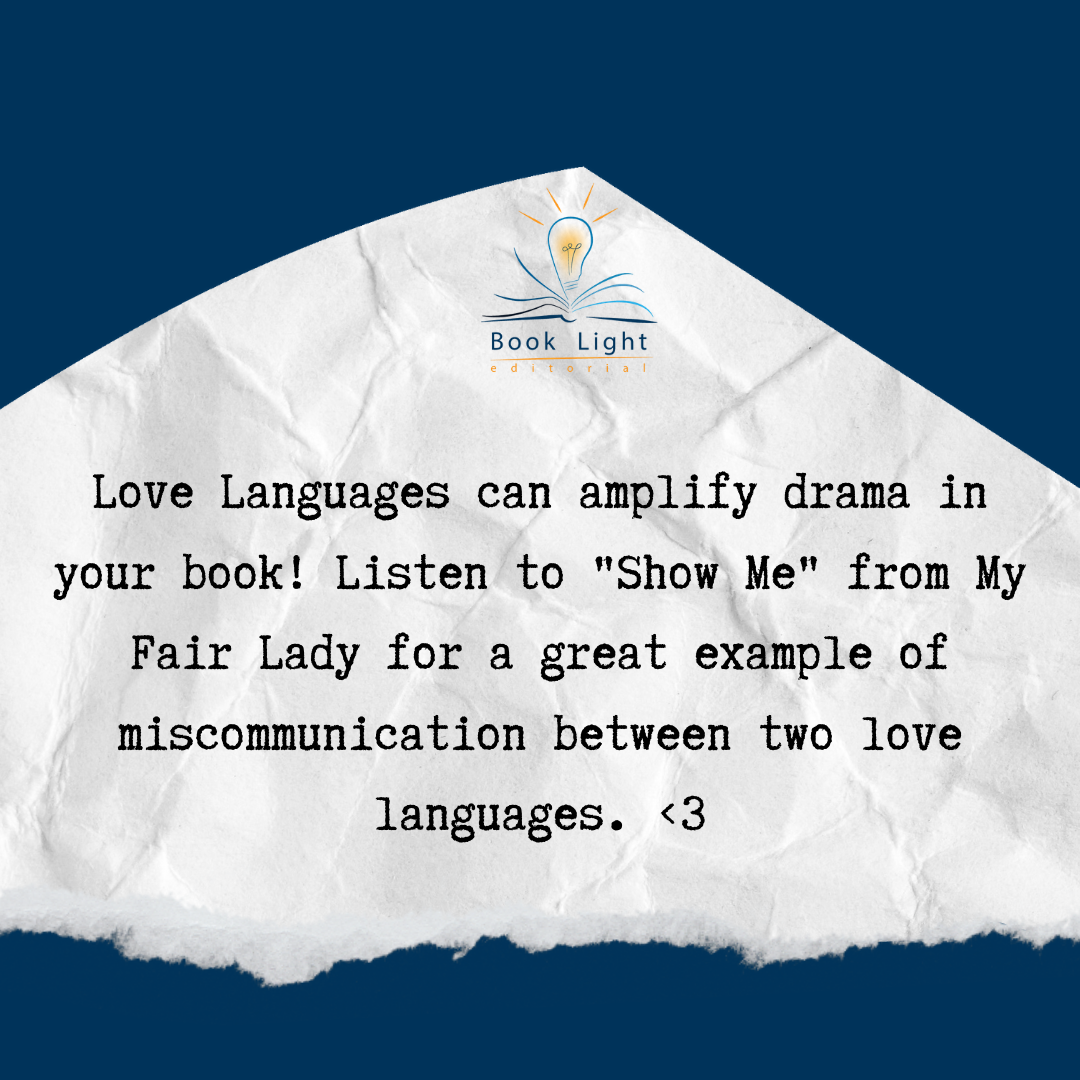 Book Light
editorial
Love Languages can amplify drama in
your book! Listen to "Show Me" from My
Fair Lady for a great example of
miscommunication between two love
languages. <3